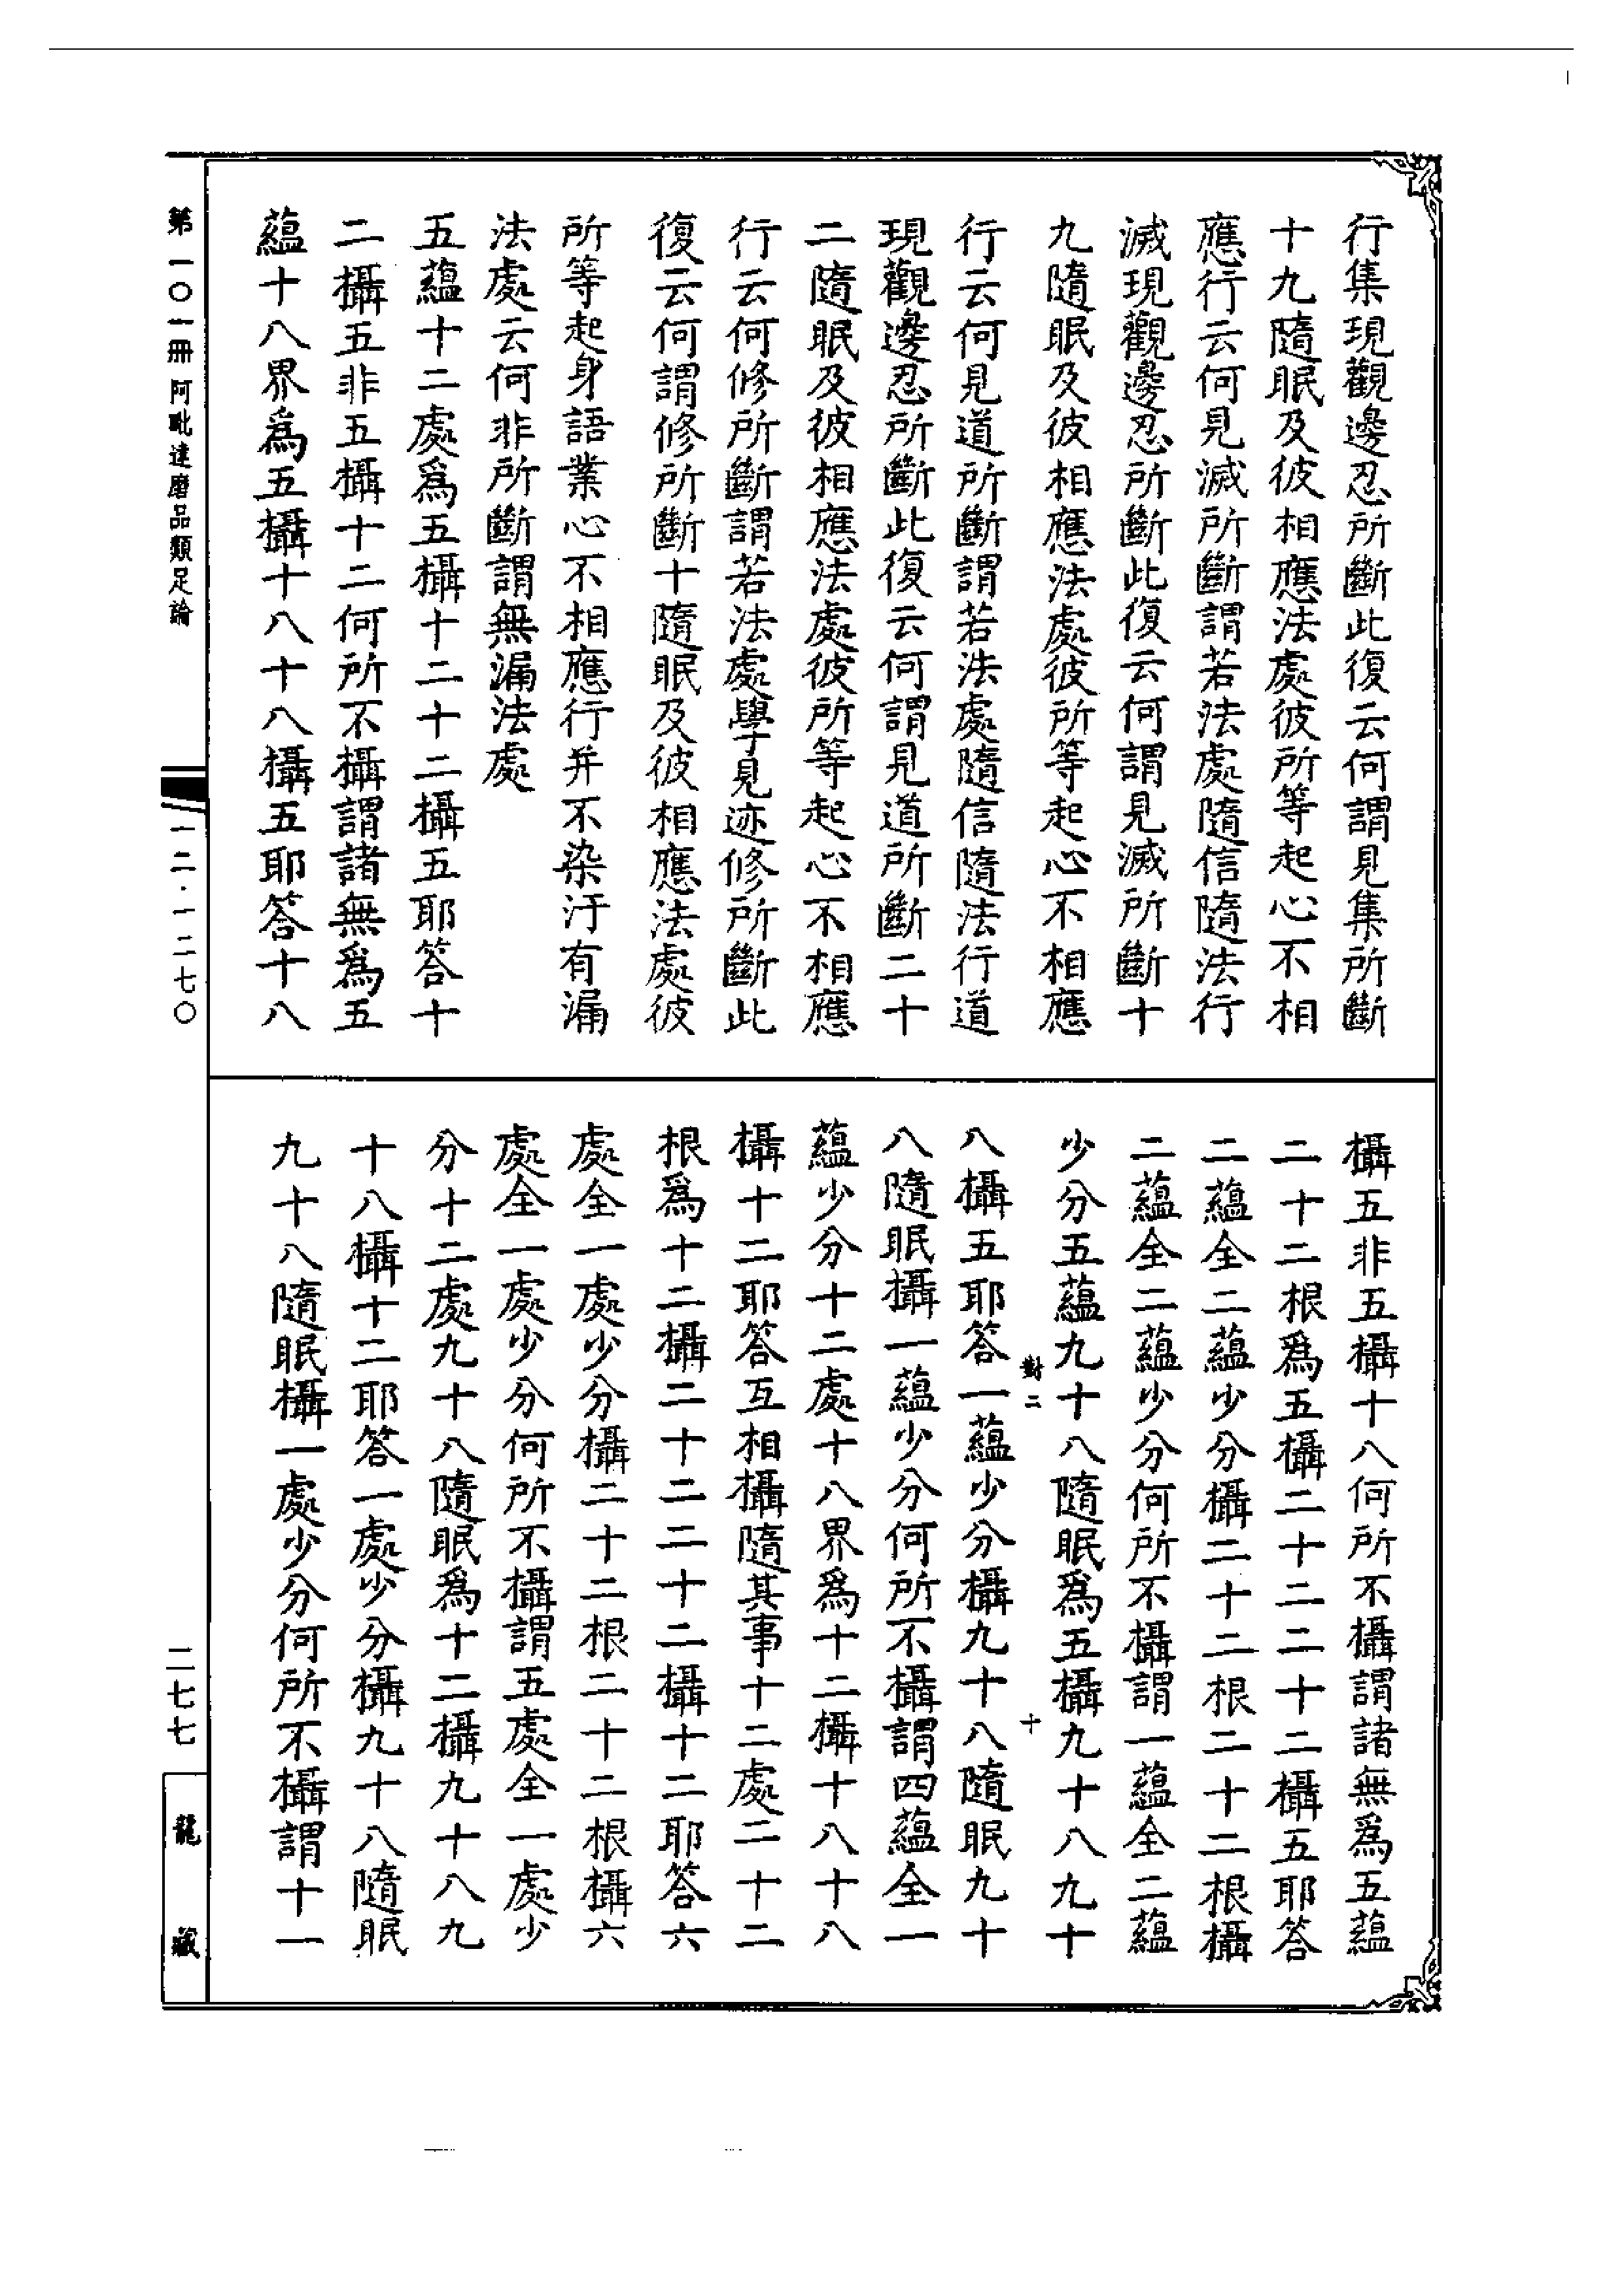 行集現觀邊忍所斷此復云何謂見集所斷
十九隨眠及彼相應法處彼所等起心不相
應行云何見滅所斷謂若法處隨信隨法行
滅現觀邊忍所斷此復云何謂見滅所斷十
九隨眠及彼相應法處彼所等起心不相應
行云何見道所斷謂若法處隨信隨法行道
現觀邊忍所斷此復云何謂見道所斷二十
二隨眠及彼相應法處彼所等起心不相應
行云何修所斷謂若法處學見迹修所斷此
復云何謂修所斷十隨眠及彼相應法處彼
所等起身語業心不相應行并不染汙有漏
法處云何非所斷謂無漏法處
五蘊十二處爲五攝十二十二攝五耶答十
二攝五非五攝十二何所不攝謂諸無爲五
蘊十八界爲五攝十八十八攝五耶答十八
攝五非五攝十八何所不攝謂諸無爲五蘊
二十二根爲五攝二十二二十二攝五耶答
二蘊全二蘊少分攝二十二根二十二根攝
二蘊全二蘊少分何所不攝謂一蘊全二蘊
少分五蘊九十八隨眠爲五攝九十八九十
對二 十
八攝五耶答一蘊少分攝九十八隨眠九十
八隨眠攝一蘊少分何所不攝謂四蘊全一
蘊少分十二處十八界爲十二攝十八十八
攝十二耶答互相攝隨其事十二處二十二
根爲十二攝二十二二十二攝十二耶答六
處全一處少分攝二十二根二十二根攝六
處全一處少分何所不攝謂五處全一處少
分十二處九十八隨眠爲十二攝九十八九
十八攝十二耶答一處少分攝九十八隨眠
九十八隨眠攝一處少分何所不攝謂十一
第一〇一冊 阿毗達磨品類足論
一二·一二七〇
二七七
龍藏